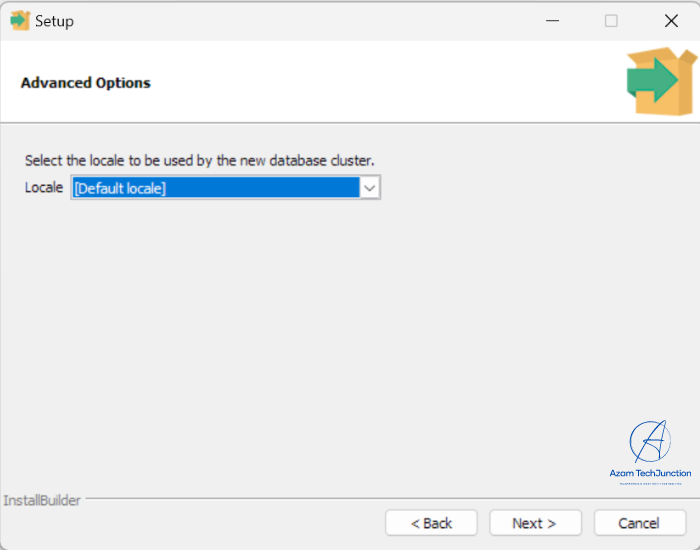 Setup
Advanced Options
Select the locale to be used by the new database cluster.
Locale [Default locale]
Azam TechJunction
InstallBuilder
< Back Next > Cancel